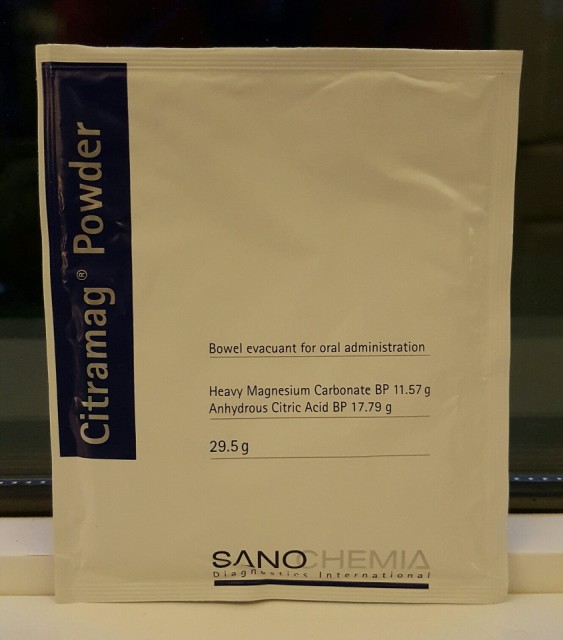 Citramag® Powder
Bowel evacuant for oral administration
Heavy Magnesium Carbonate BP 11.57 g
Anhydrous Citric Acid BP 17.79 g
29.5 g
SANOCHEMIA
Diagnostics International